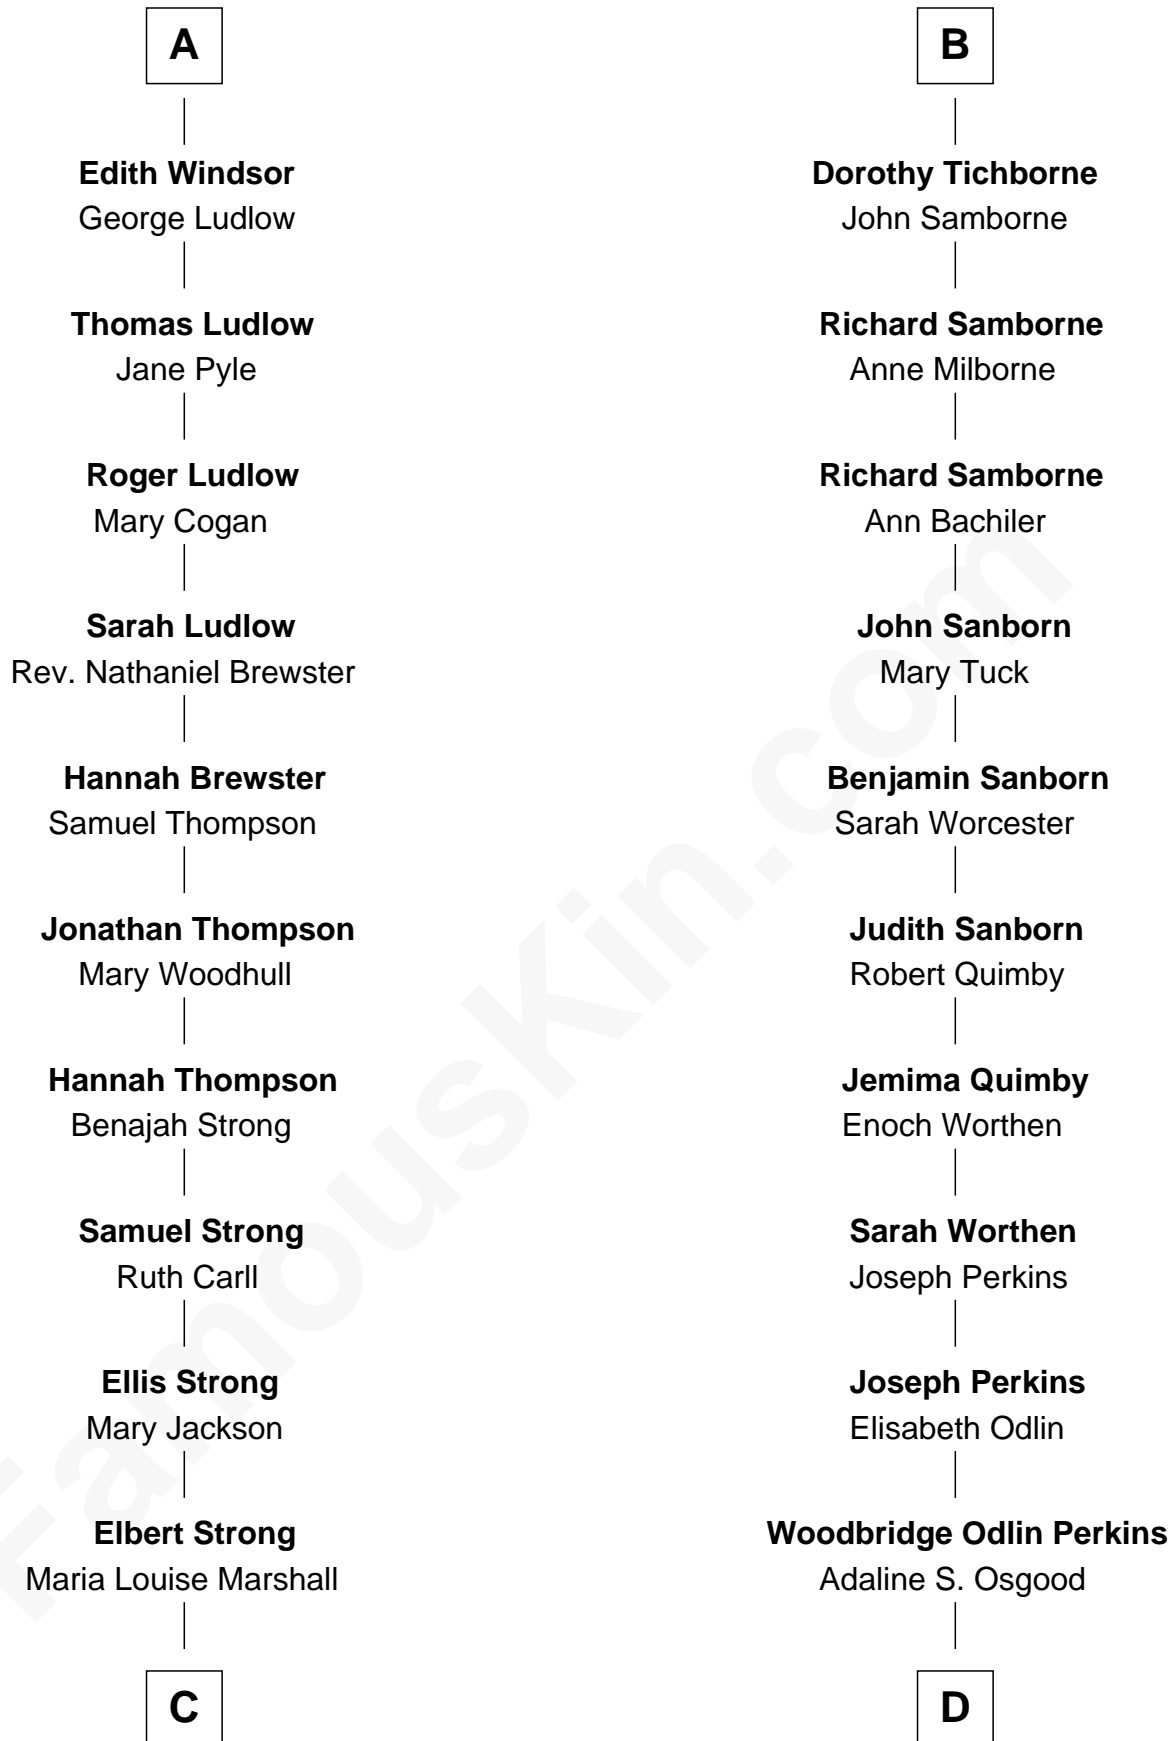 A
Edith Windsor
George Ludlow
Thomas Ludlow
Jane Pyle
Roger Ludlow
Mary Cogan
Sarah Ludlow
Rev. Nathaniel Brewster
Hannah Brewster
Samuel Thompson
Jonathan Thompson
Mary Woodhull
Hannah Thompson
Benajah Strong
Samuel Strong
Ruth Carll
Ellis Strong
Mary Jackson
Elbert Strong
Maria Louise Marshall
C
B
Dorothy Tichborne
John Samborne
Richard Samborne
Anne Milborne
Richard Samborne
Ann Bachiler
John Sanborn
Mary Tuck
Benjamin Sanborn
Sarah Worcester
Judith Sanborn
Robert Quimby
Jemima Quimby
Enoch Worthen
Sarah Worthen
Joseph Perkins
Joseph Perkins
Elisabeth Odlin
Woodbridge Odlin Perkins
Adaline S. Osgood
D
FamousKin.com